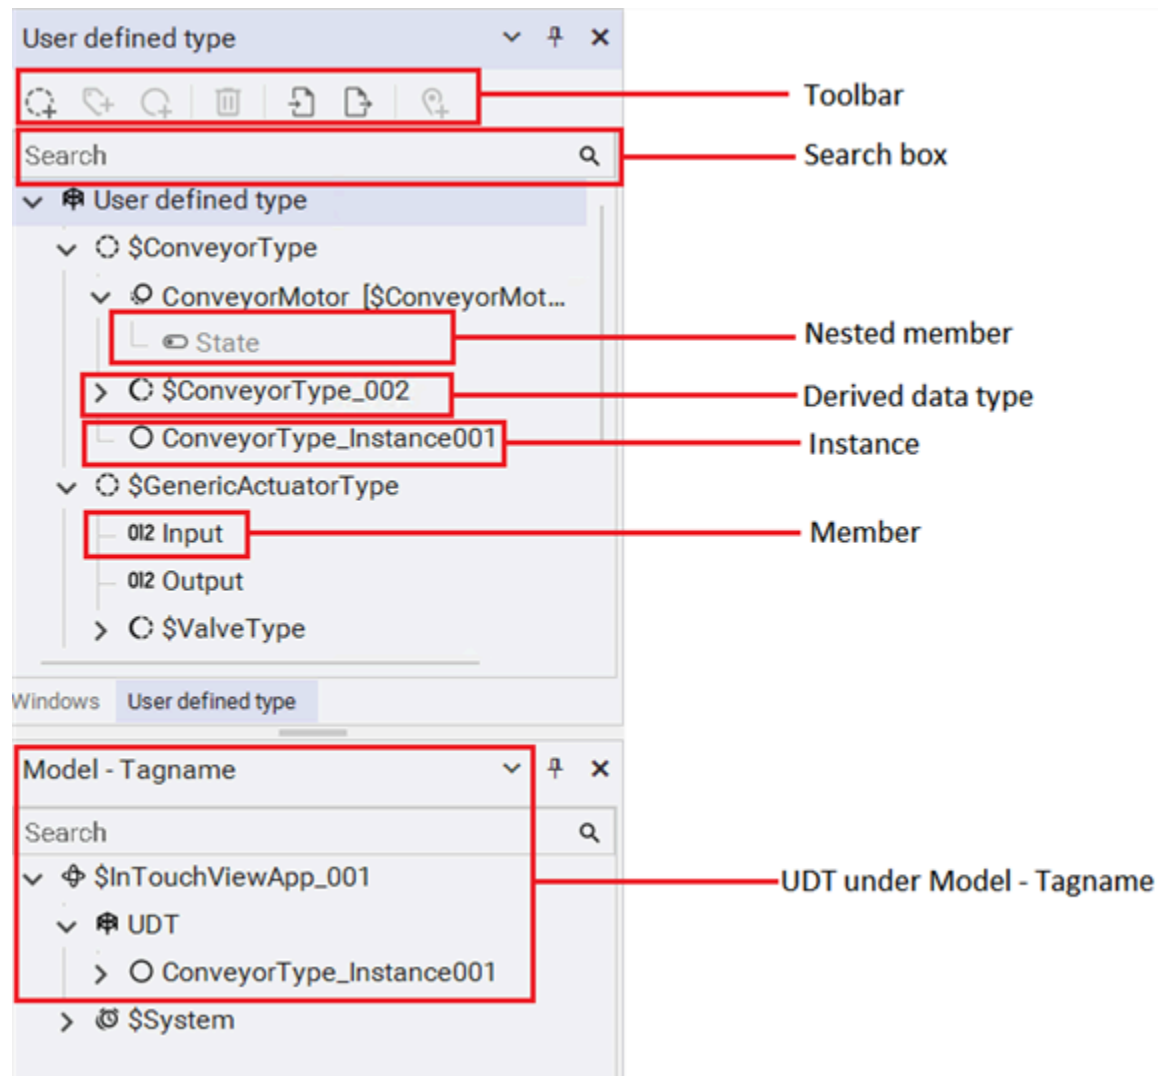 User defined type
Toolbar
Search
Search box
User defined type
$ConveyorType
ConveyorMotor [$ConveyorMot...
State
Nested member
$ConveyorType_002
Derived data type
ConveyorType_Instance001
Instance
$GenericActuatorType
012 Input
Member
012 Output
$ValveType
Windows User defined type
Model - Tagname
Search
$InTouchViewApp_001
UDT under Model - Tagname
UDT
ConveyorType_Instance001
$System